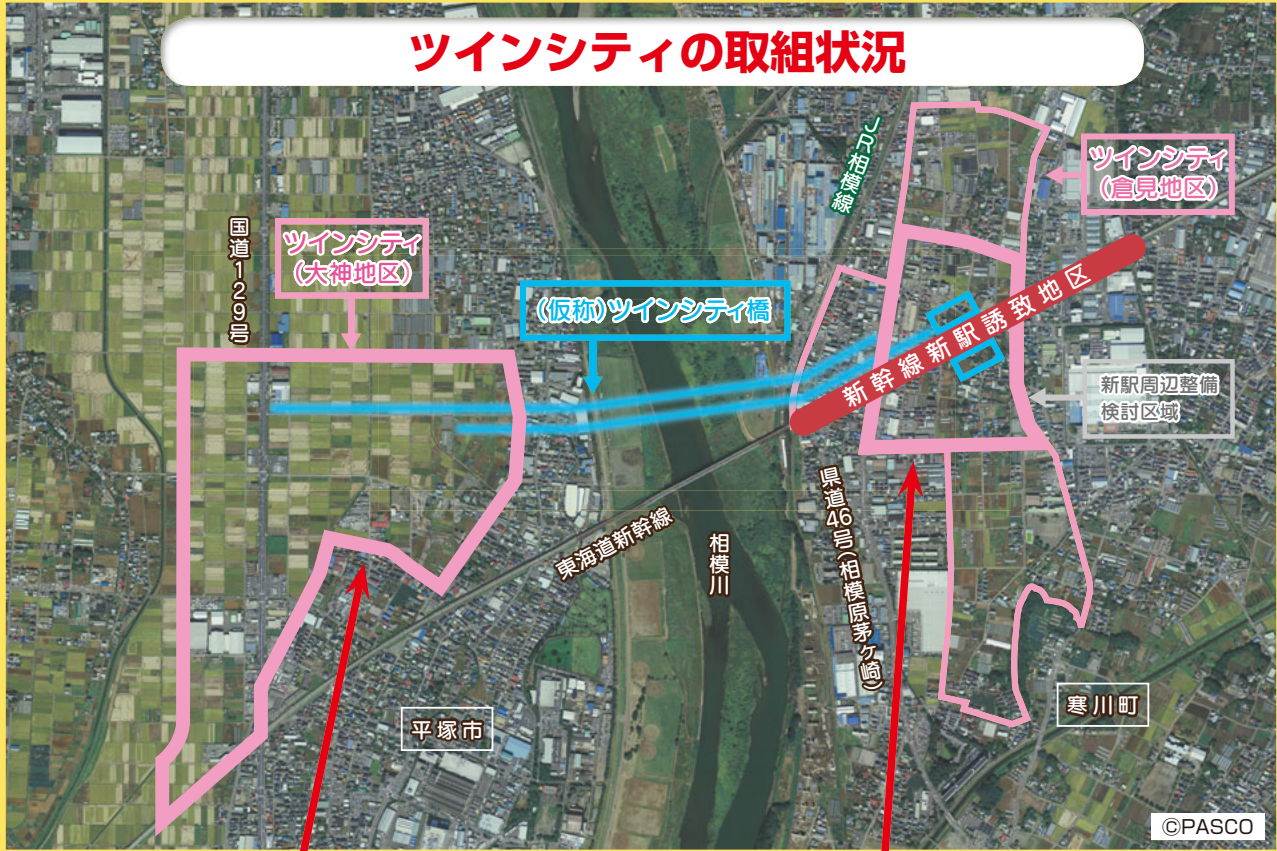 ツインシティの取組状況
JR相模線
ツインシティ
(倉見地区)
国道129号
ツインシティ
(大神地区)
(仮称)ツインシティ橋
新幹線新駅誘致地区
新駅周辺整備
検討区域
県道46号(相模原茅ケ崎)
東海道新幹線
相模川
平塚市
寒川町
©PASCO